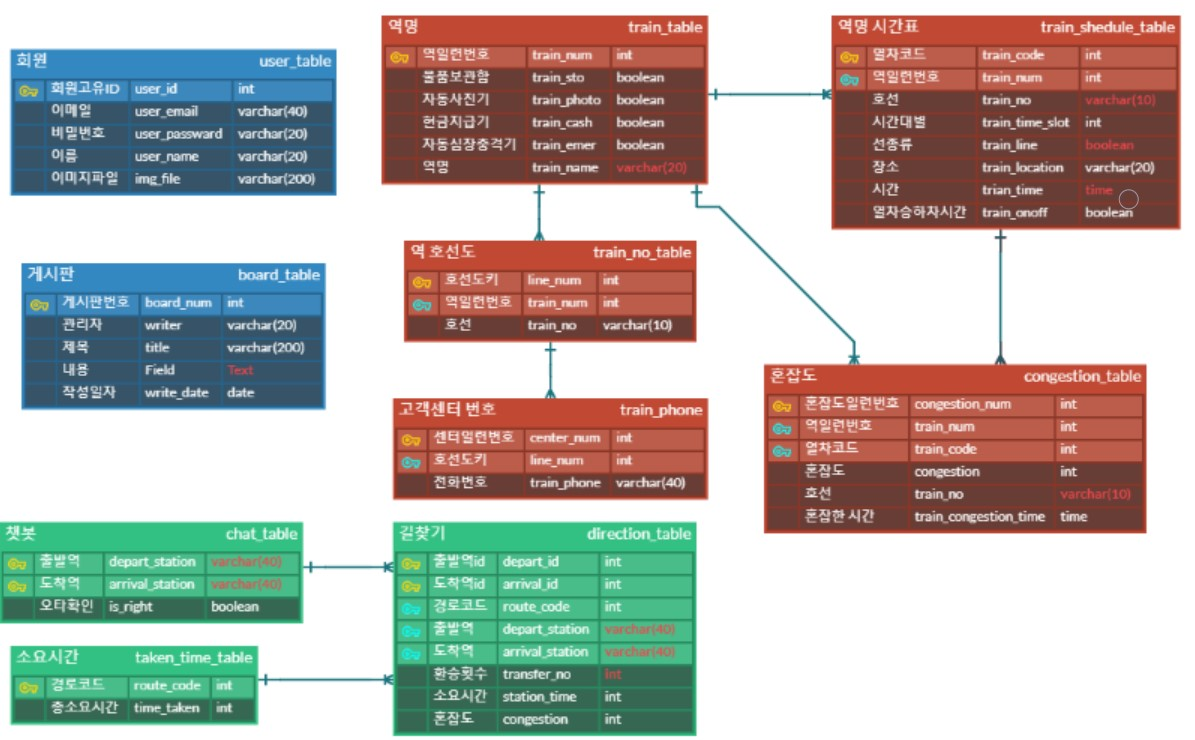 회원 user_table
회원고유ID user_id int
이메일 user_email varchar(40)
비밀번호 user_passward varchar(20)
이름 user_name varchar(20)
이미지파일 img_file varchar(200)
역명 train_table
역일련번호 train_num int
물품보관함 train_sto boolean
자동사진기 train_photo boolean
현금지급기 train_cash boolean
자동심장충격기 train_emer boolean
역명 train_name varchar(20)
역명 시간표 train_shedule_table
열차코드 train_code int
역일련번호 train_num int
호선 train_no varchar(10)
시간대별 train_time_slot int
선종류 train_line boolean
장소 train_location varchar(20)
시간 trian_time time
열차승하차시간 train_onoff boolean
게시판 board_table
게시판번호 board_num int
관리자 writer varchar(20)
제목 title varchar(200)
내용 Field Text
작성일자 write_date date
역 호선도 train_no_table
호선도키 line_num int
역일련번호 train_num int
호선 train_no varchar(10)
고객센터 번호 train_phone
센터일련번호 center_num int
호선도키 line_num int
전화번호 train_phone varchar(40)
혼잡도 congestion_table
혼잡도일련번호 congestion_num int
역일련번호 train_num int
열차코드 train_code int
혼잡도 congestion int
호선 train_no varchar(10)
혼잡한 시간 train_congestion_time time
챗봇 chat_table
출발역 depart_station varchar(40)
도착역 arrival_station varchar(40)
오타확인 is_right boolean
소요시간 taken_time_table
경로코드 route_code int
총소요시간 time_taken int
길찾기 direction_table
출발역id depart_id int
도착역id arrival_id int
경로코드 route_code int
출발역 depart_station varchar(40)
도착역 arrival_station varchar(40)
환승횟수 transfer_no int
소요시간 station_time int
혼잡도 congestion int